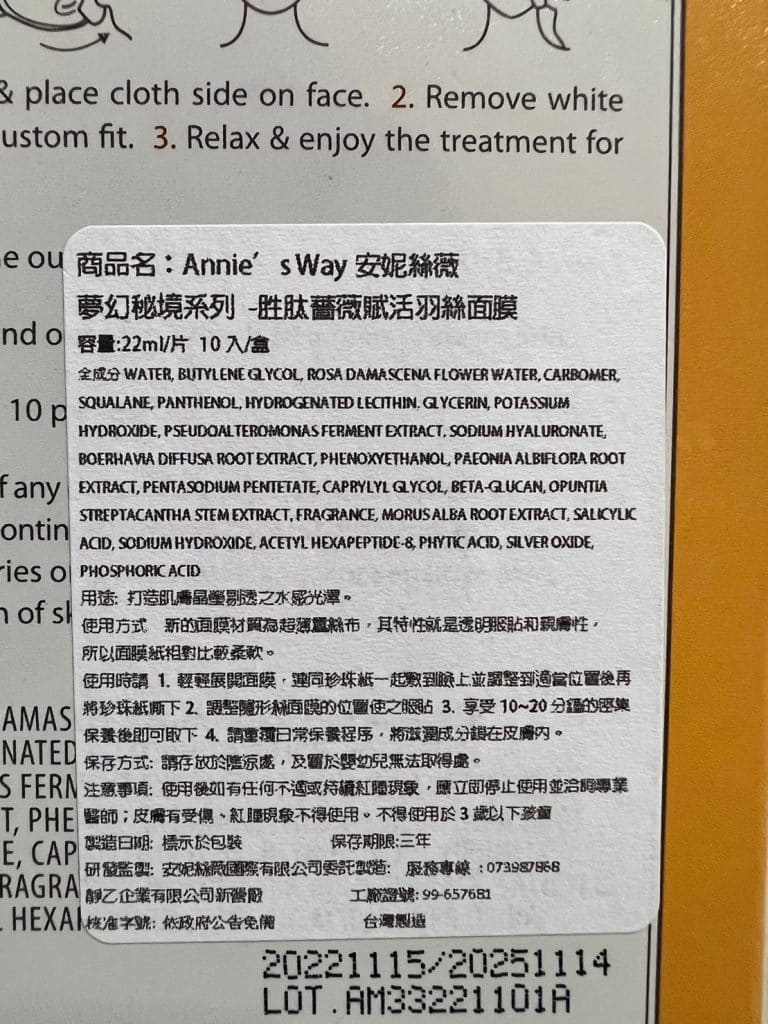 & place cloth side on face. 2. Remove white
ustom fit. 3. Relax & enjoy the treatment for
e ou
nd o
10 p
f any
ontin
ries o
n of sk
AMAS
NATED
S FERM
T, PHE
E, CAP
RAGRA
HEXA
商品名：Annie's Way 安妮絲薇
夢幻秘境系列 -胜肽薔薇賦活羽絲面膜
容量:22ml/片 10入/盒
全成分 WATER, BUTYLENE GLYCOL, ROSA DAMASCENA FLOWER WATER, CARBOMER,
SQUALANE, PANTHENOL, HYDROGENATED LECITHIN. GLYCERIN, POTASSIUM
HYDROXIDE, PSEUDOALTEROMONAS FERMENT EXTRACT, SODIUM HYALURONATE,
BOERHAVIA DIFFUSA ROOT EXTRACT, PHENOXYETHANOL, PAEONIA ALBIFLORA ROOT
EXTRACT, PENTASODIUM PENTETATE, CAPRYLYL GLYCOL, BETA-GLUCAN, OPUNTIA
STREPTACANTHA STEM EXTRACT, FRAGRANCE, MORUS ALBA ROOT EXTRACT, SALICYLIC
ACID, SODIUM HYDROXIDE, ACETYL HEXAPEPTIDE-8, PHYTIC ACID, SILVER OXIDE,
PHOSPHORIC ACID
用途: 打造肌膚晶瑩剔透之水感光澤。
使用方式 新的面膜材質為超薄蠶絲布，其特性就是透明服貼和親膚性，
所以面膜紙相對比較柔軟。
使用時請 1. 輕輕展開面膜，連同珍珠紙一起敷到臉上並調整到適當位置後再
將珍珠紙撕下 2. 調整隱形絲面膜的位置使之服貼 3. 享受 10~20 分鐘的密集
保養後即可取下 4. 請重複日常保養程序，將滋潤成分鎖在皮膚內。
保存方式: 請存放於陰涼處，及置於嬰幼兒無法取得處。
注意事項: 使用後如有任何不適或持續紅腫現象，應立即停止使用並洽詢專業
醫師；皮膚有受傷、紅腫現象不得使用。不得使用於 3 歲以下孩童
製造日期: 標示於包裝 保存期限:三年
研發監製: 安妮絲薇國際有限公司委託製造: 服務專線 : 073987868
靜乙企業有限公司新營廠 工廠證號: 99-657681
核准字號: 依政府公告免備 台灣製造
20221115/20251114
LOT.AM33221101A